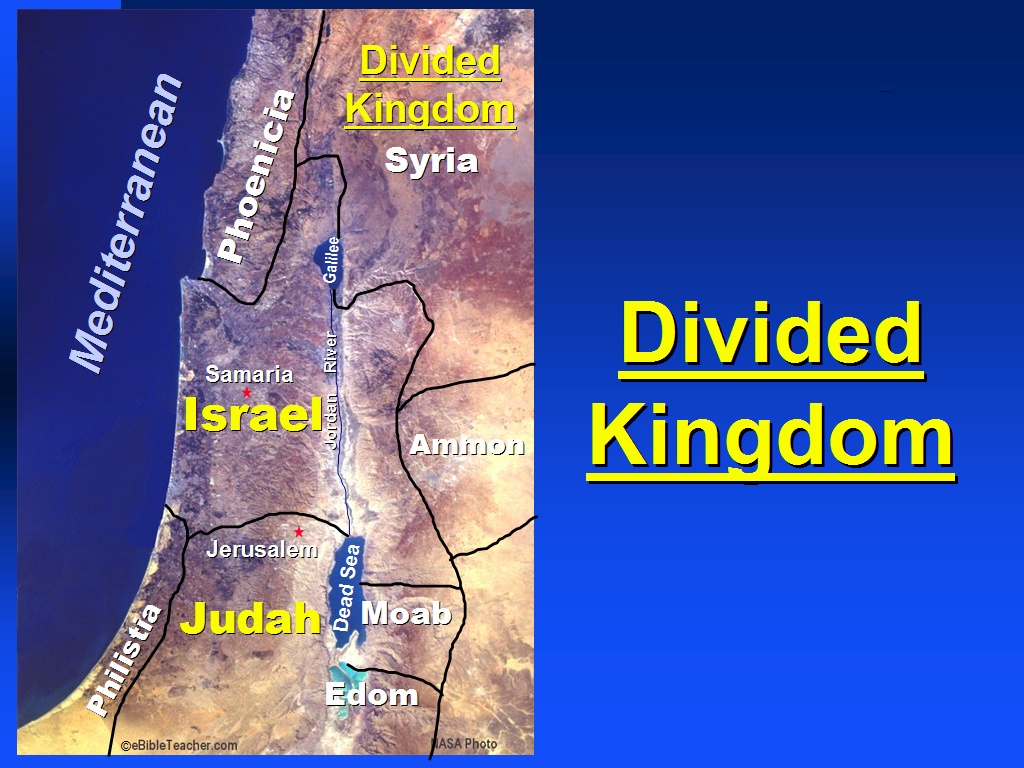 Divided
Kingdom
Syria
Phoenicia
Mediterranean
Galilee
Jordan River
Samaria
Israel
Ammon
Jerusalem
Dead Sea
Judah
Moab
Philistia
Edom
©eBibleTeacher.com
NASA Photo
Divided
Kingdom